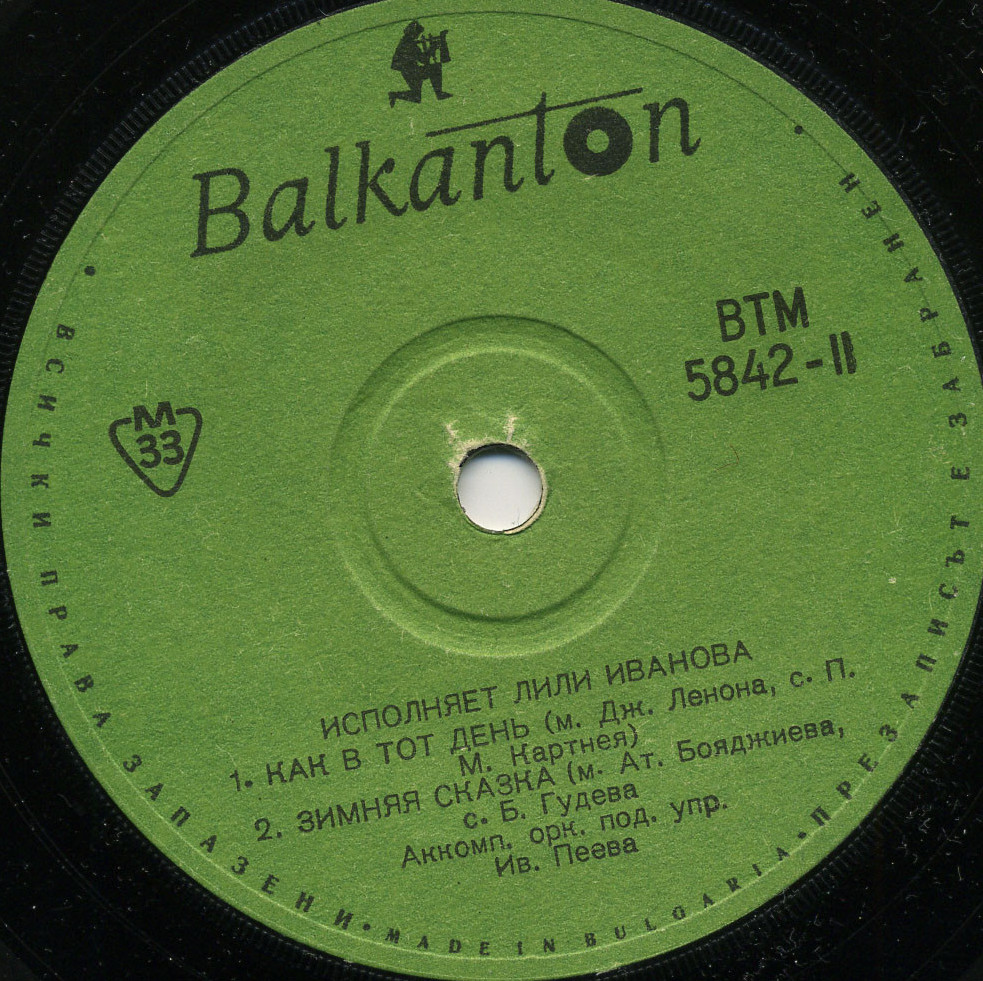 Balkanton
ВТМ
5842-II
М
33
ИСПОЛНЯЕТ ЛИЛИ ИВАНОВА
1. КАК В ТОТ ДЕНЬ (м. Дж. Ленона, с. П.
М. Картнея)
2. ЗИМНЯЯ СКАЗКА (м. Ат. Бояджиева,
с. Б. Гудева
Аккомп. орк. под. упр.
Ив. Пеева
• ВСИЧКИ ПРАВА ЗАПАЗЕНИ • MADE IN BULGARIA • ПРЕЗАПИСЪТ Е ЗАБРАНЕН •